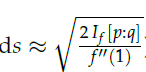 ds ≈ √(2 I_f [p:q] / f''(1))